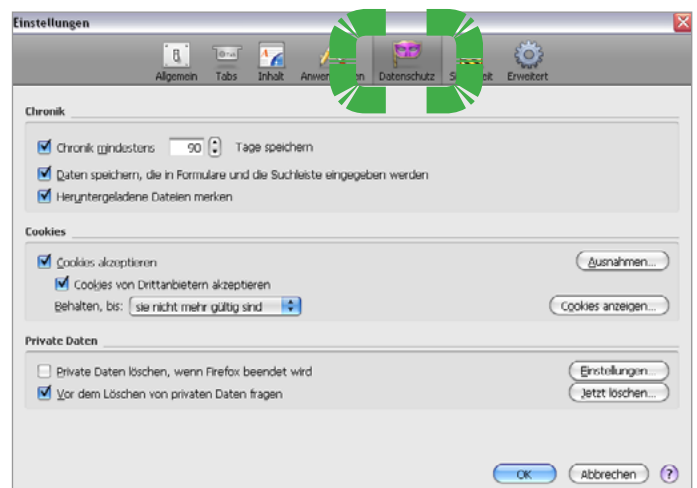 Einstellungen
Allgemein Tabs Inhalt Datenschutz Erweitert
Chronik
Chronik mindestens 90 Tage speichern
Daten speichern, die in Formulare und die Suchleiste eingegeben werden
Heruntergeladene Dateien merken
Cookies
Cookies akzeptieren Ausnahmen...
Cookies von Drittanbietern akzeptieren
Behalten, bis: sie nicht mehr gültig sind Cookies anzeigen...
Private Daten
Private Daten löschen, wenn Firefox beendet wird Einstellungen...
Vor dem Löschen von privaten Daten fragen Jetzt löschen...
OK Abbrechen ?